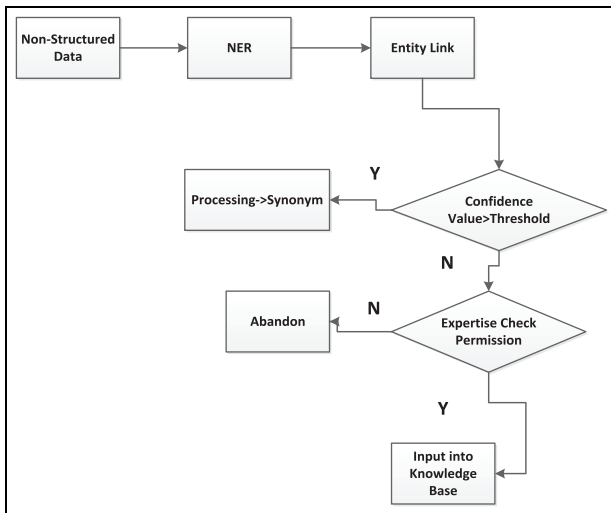 Non-Structured
Data
NER
Entity Link
Y
Processing->Synonym
Confidence
Value>Threshold
N
Abandon
N
Expertise Check
Permission
Y
Input into
Knowledge
Base